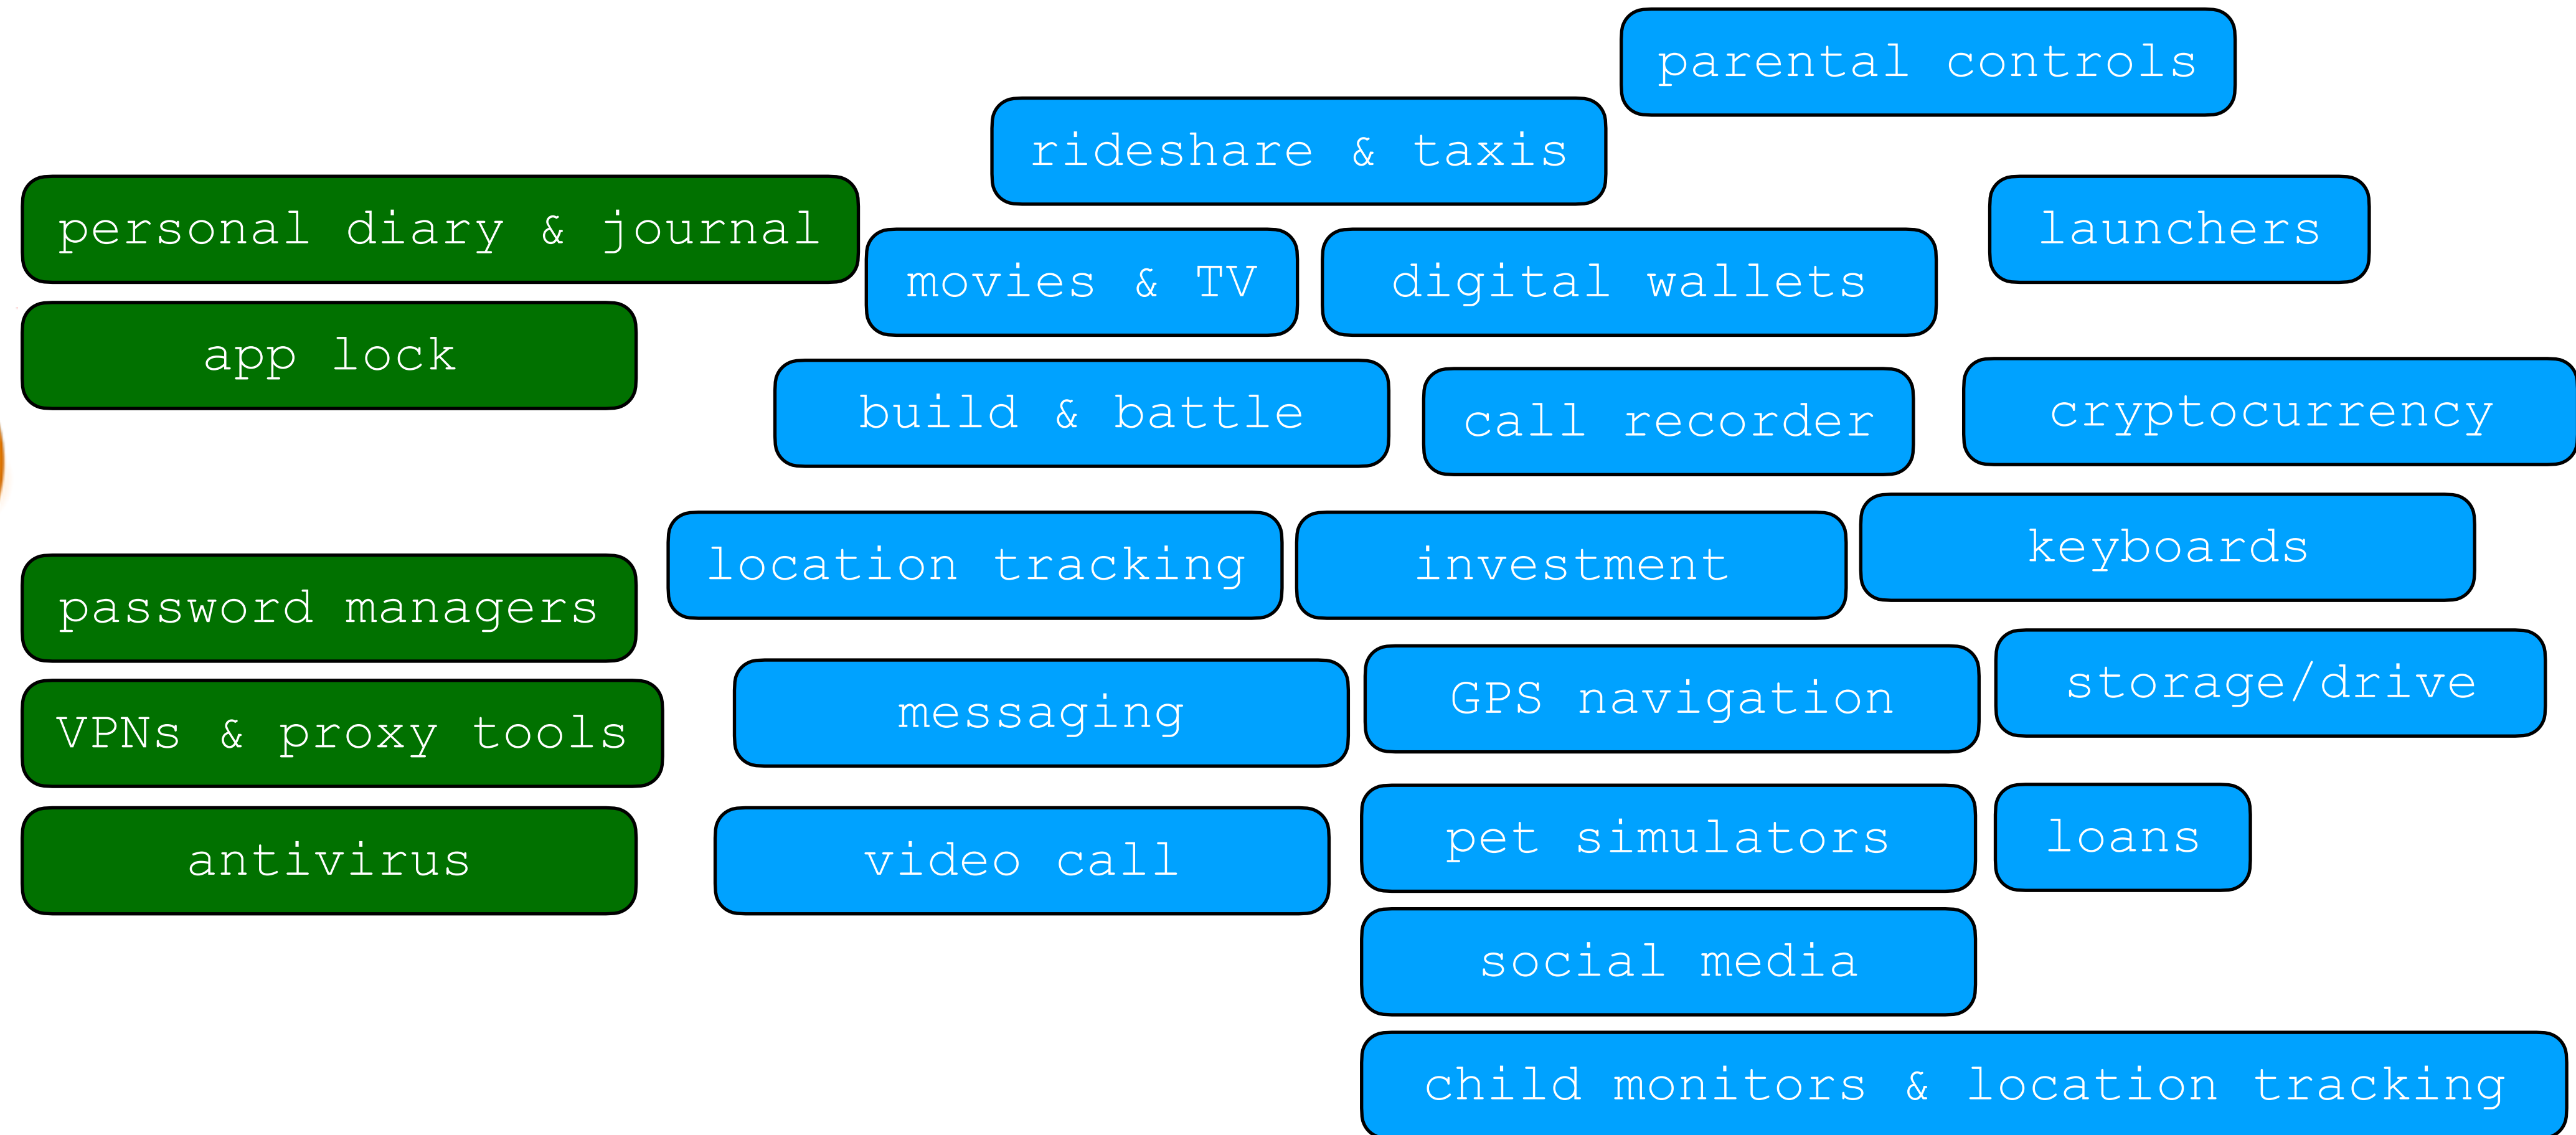 parental controls
rideshare & taxis
personal diary & journal
launchers
movies & TV
digital wallets
app lock
build & battle
call recorder
cryptocurrency
location tracking
investment
keyboards
password managers
messaging
GPS navigation
storage/drive
VPNs & proxy tools
antivirus
video call
pet simulators
loans
social media
child monitors & location tracking